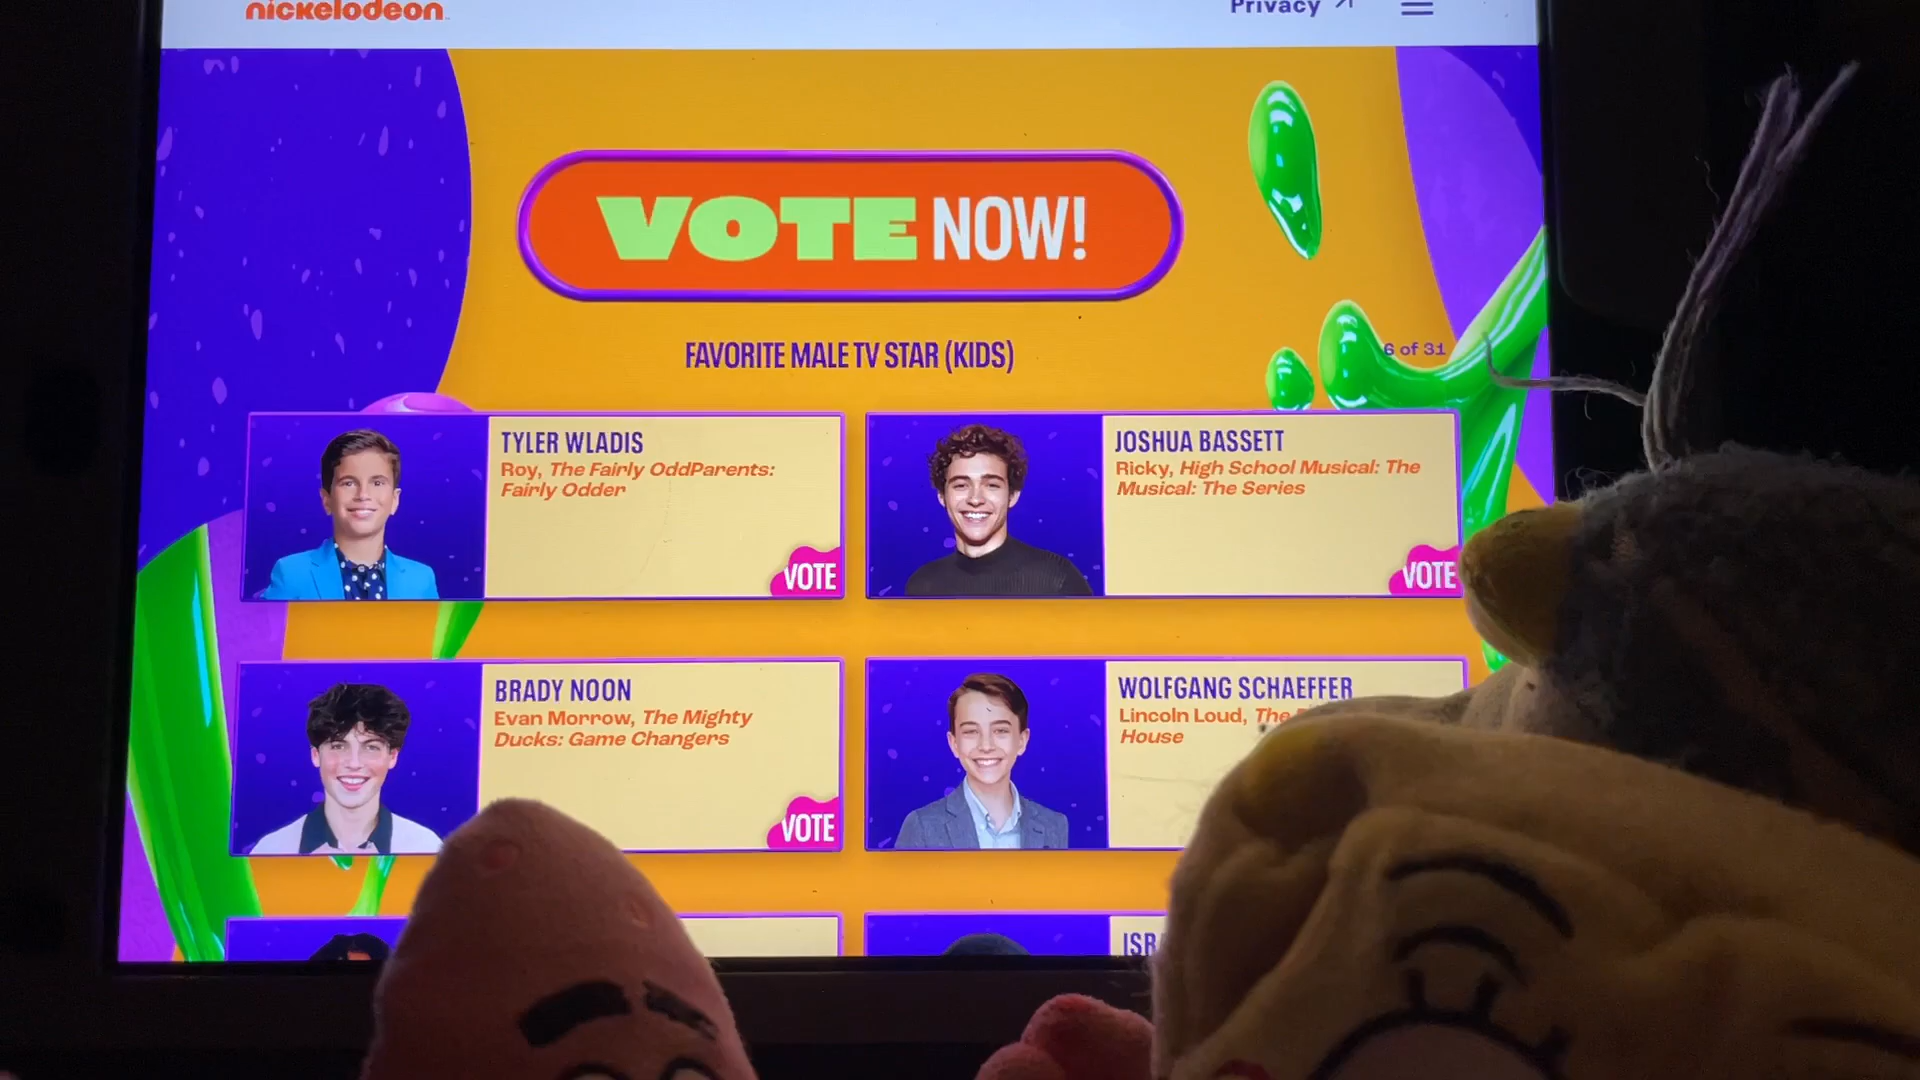 nickelodeon
Privacy
VOTE NOW!
FAVORITE MALE TV STAR (KIDS)
6 of 31
TYLER WLADIS
Roy, The Fairly OddParents:
Fairly Odder
VOTE
JOSHUA BASSETT
Ricky, High School Musical: The
Musical: The Series
VOTE
BRADY NOON
Evan Morrow, The Mighty
Ducks: Game Changers
VOTE
WOLFGANG SCHAEFFER
Lincoln Loud, The
House